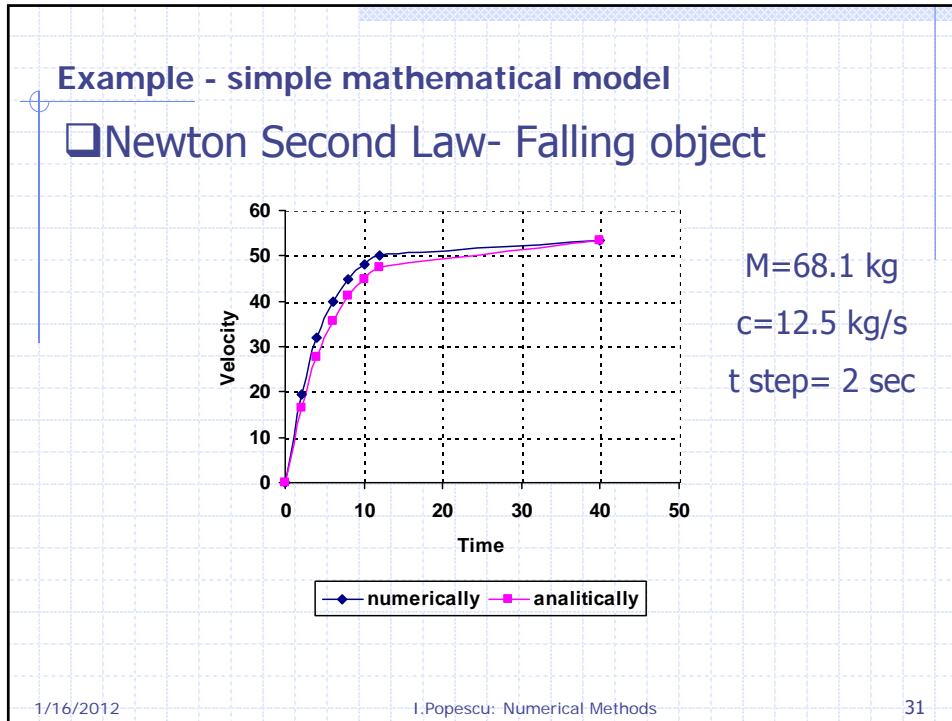 Example - simple mathematical model
❑Newton Second Law- Falling object
60
50
40
30
20
10
0
Velocity
0 10 20 30 40 50
Time
numerically analitically
M=68.1 kg
c=12.5 kg/s
t step= 2 sec
1/16/2012 I.Popescu: Numerical Methods 31